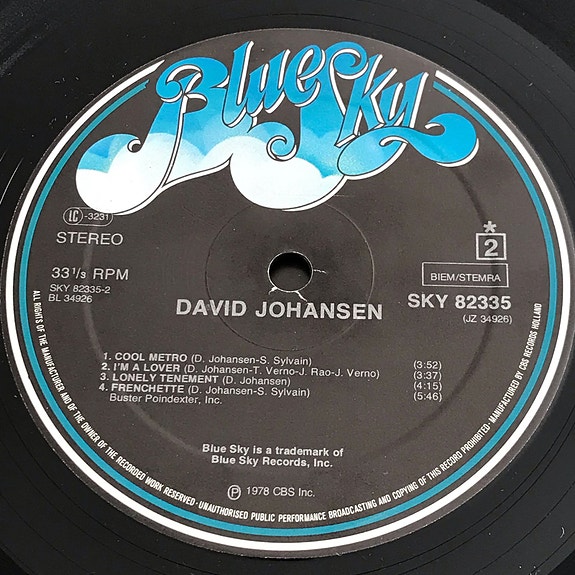 Blue Sky
LC -3231
STEREO
33 1/3 RPM
SKY 82335-2
BL 34926
*
2
BIEM/STEMRA
SKY 82335
(JZ 34926)
DAVID JOHANSEN
1. COOL METRO (D. Johansen-S. Sylvain) (3:52)
2. I'M A LOVER (D. Johansen-T. Verno-J. Rao-J. Verno) (3:37)
3. LONELY TENEMENT (D. Johansen) (4:15)
4. FRENCHETTE (D. Johansen-S. Sylvain) (5:46)
Buster Poindexter, Inc.
Blue Sky is a trademark of
Blue Sky Records, Inc.
Ⓟ 1978 CBS Inc.
ALL RIGHTS OF THE MANUFACTURER AND OF THE OWNER OF THE RECORDED WORK RESERVED · UNAUTHORISED PUBLIC PERFORMANCE BROADCASTING AND COPYING OF THIS RECORD PROHIBITED · MANUFACTURED BY CBS RECORDS HOLLAND